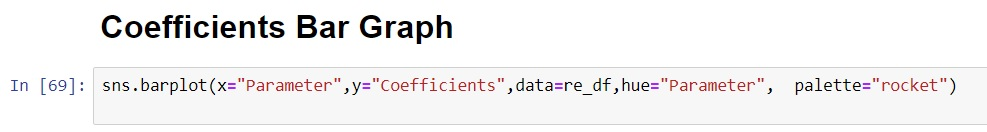 Coefficients Bar Graph
In [69]: sns.barplot(x="Parameter",y="Coefficients",data=re_df,hue="Parameter",  palette="rocket")